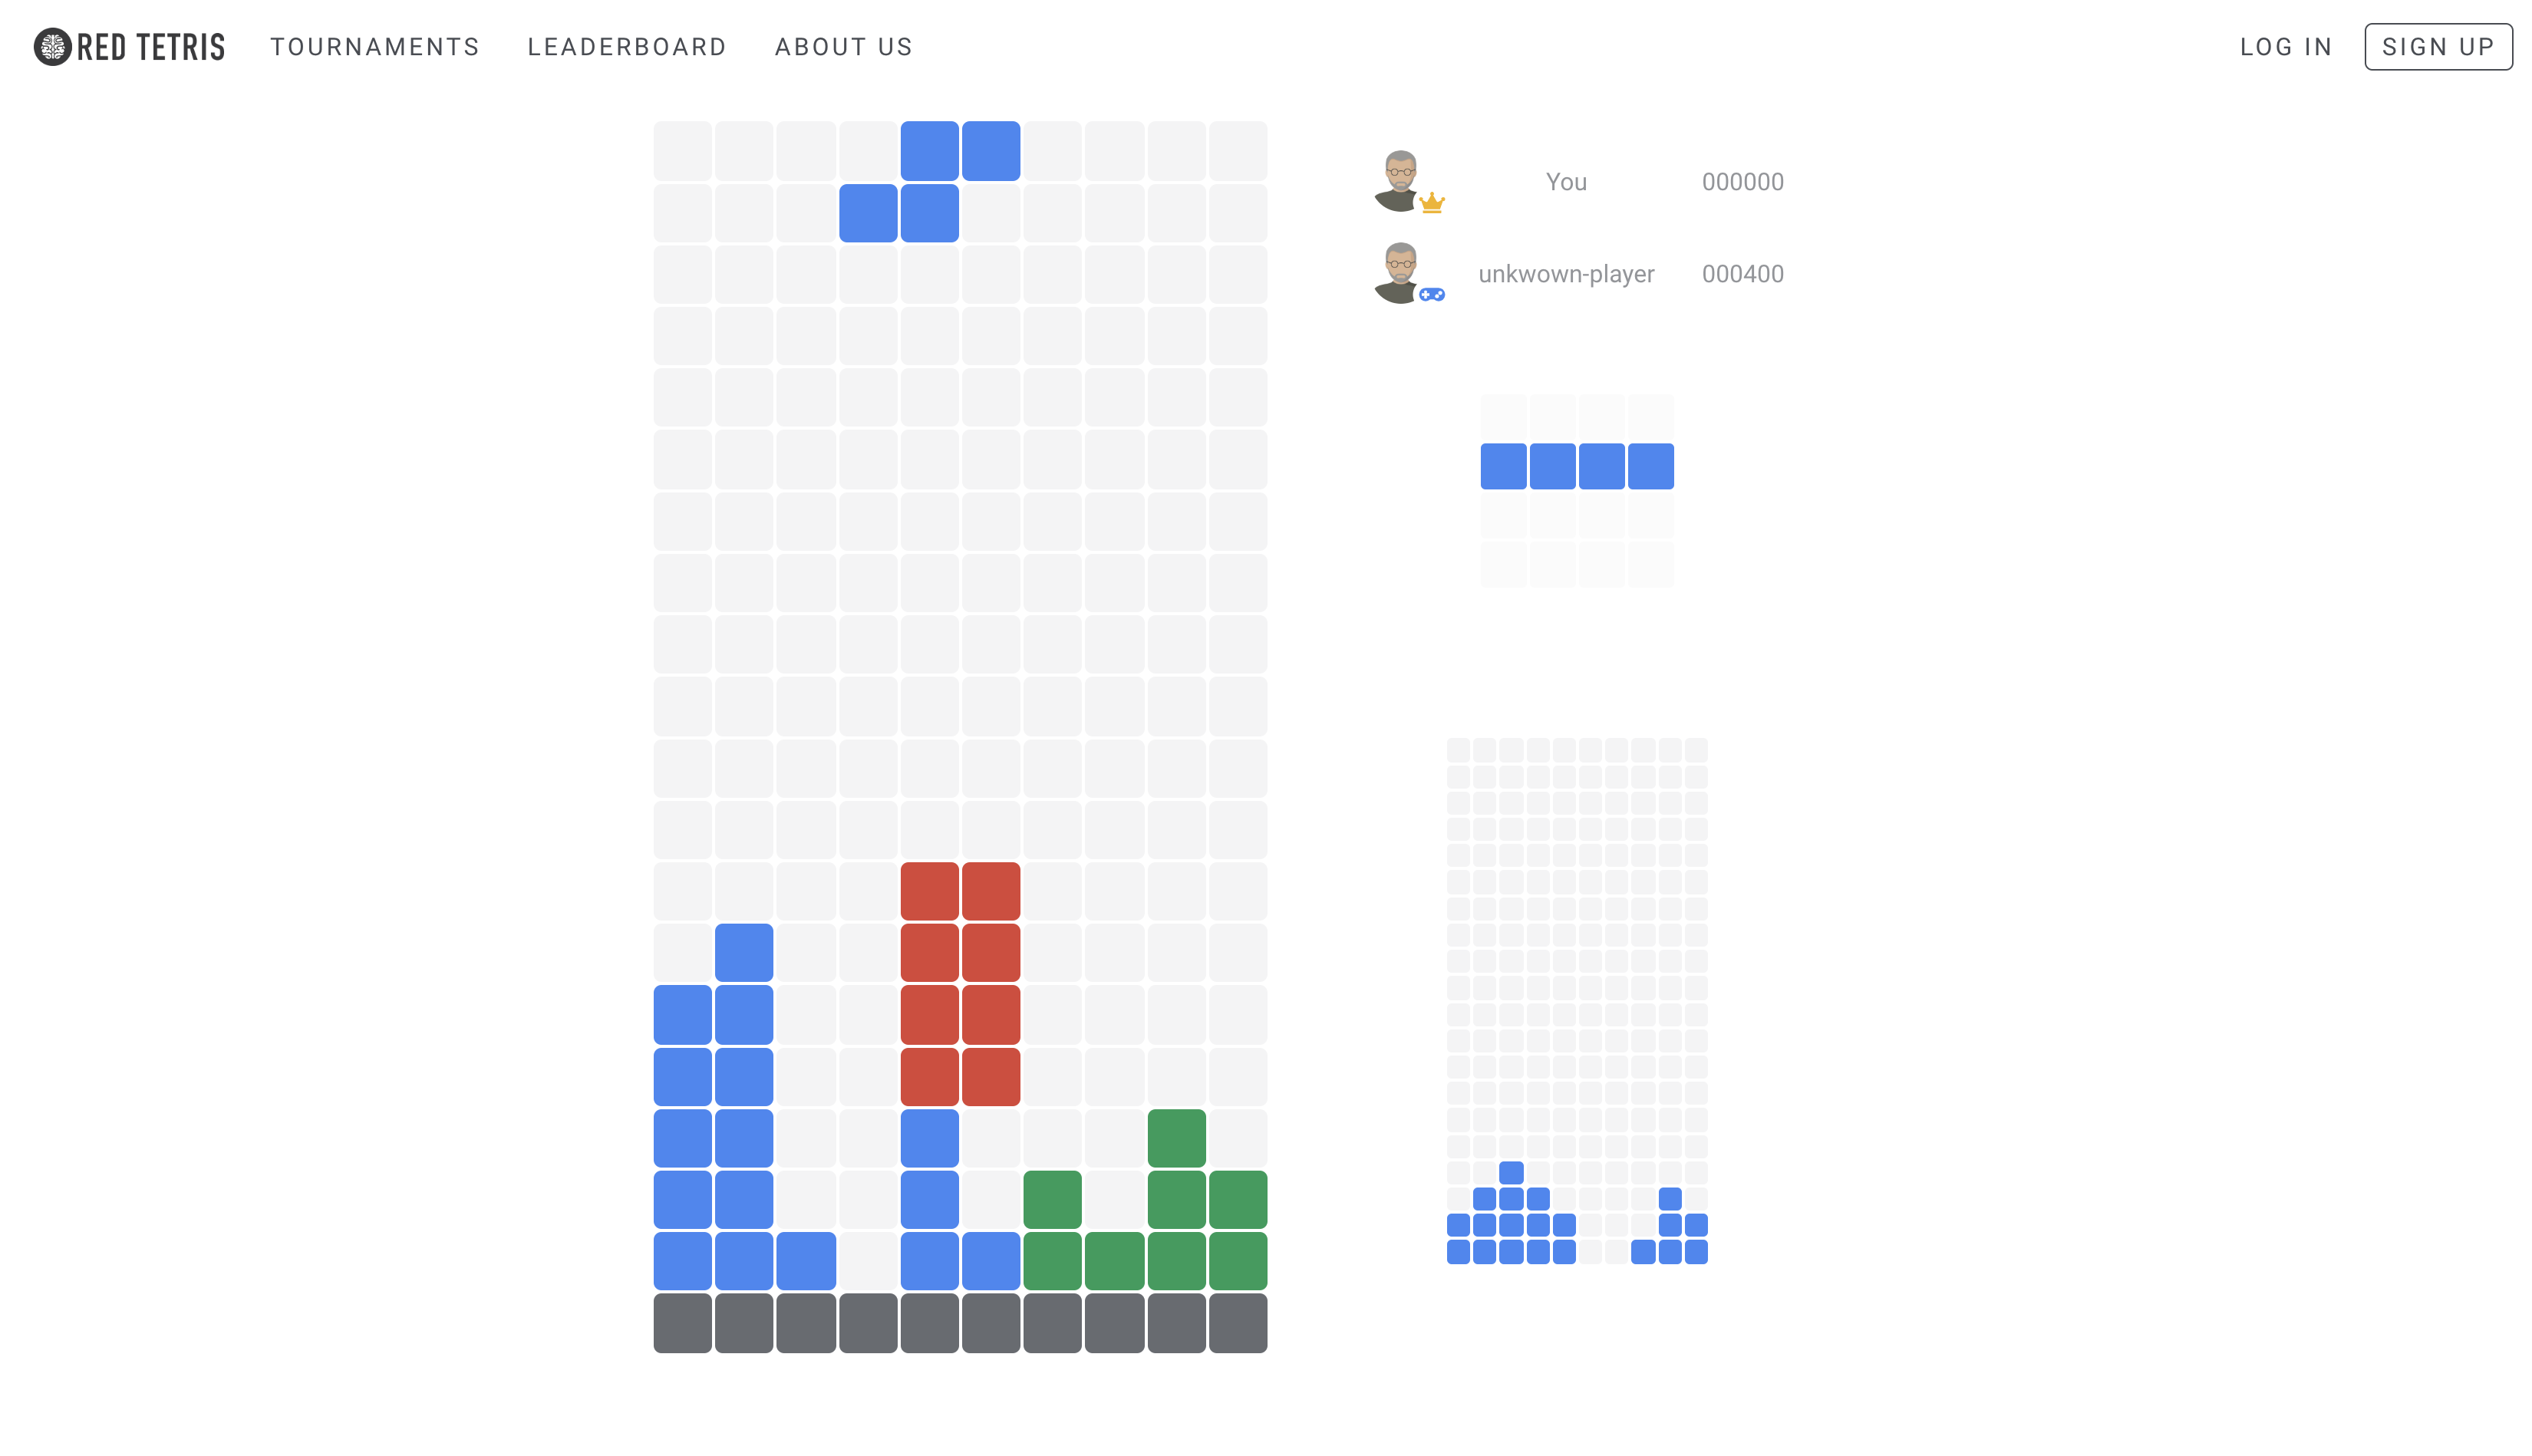 RED TETRIS TOURNAMENTS LEADERBOARD ABOUT US LOG IN SIGN UP
You 000000
unkwown-player 000400